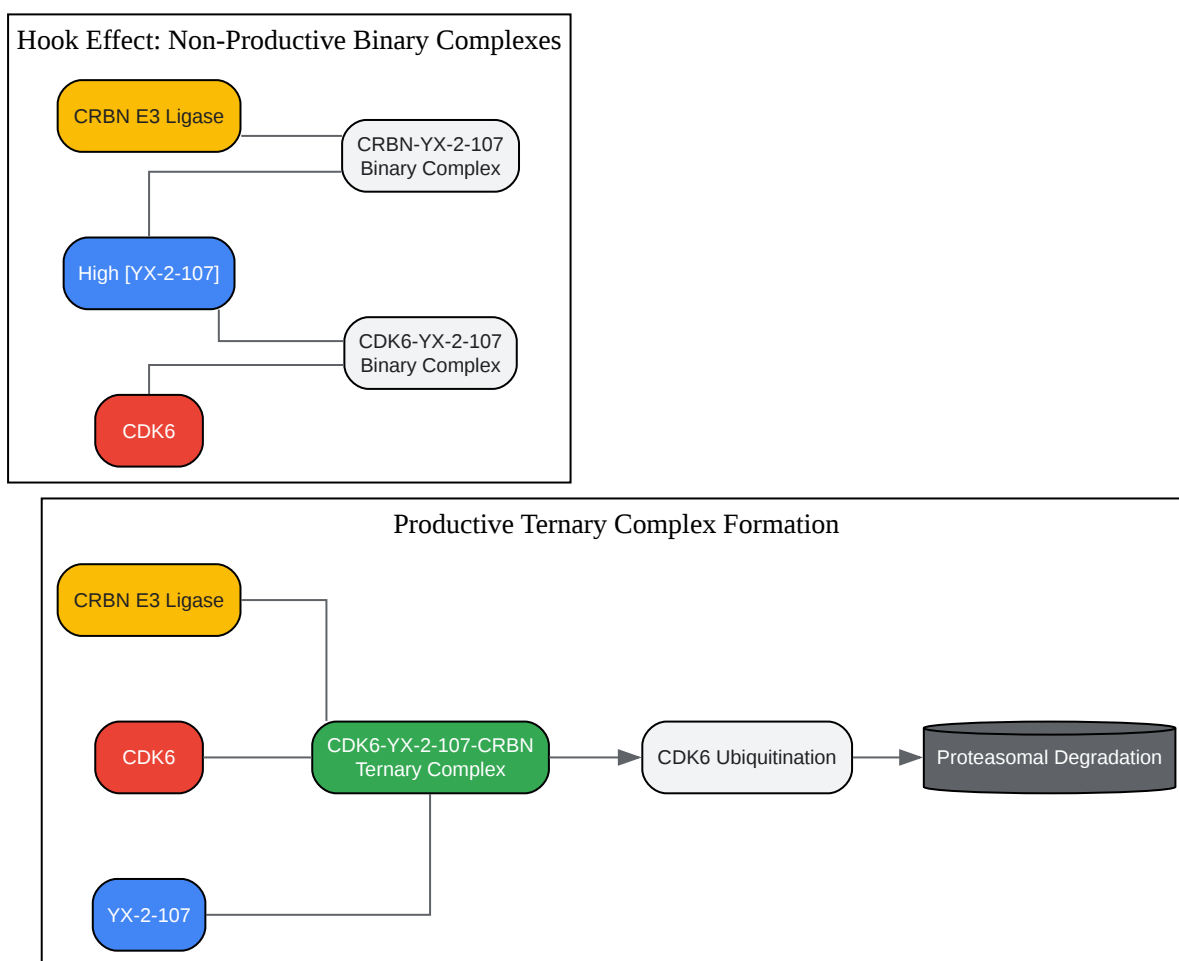 Hook Effect: Non-Productive Binary Complexes
CRBN E3 Ligase
CRBN-YX-2-107
Binary Complex
High [YX-2-107]
CDK6-YX-2-107
Binary Complex
CDK6
Productive Ternary Complex Formation
CRBN E3 Ligase
CDK6
CDK6-YX-2-107-CRBN
Ternary Complex
CDK6 Ubiquitination
Proteasomal Degradation
YX-2-107